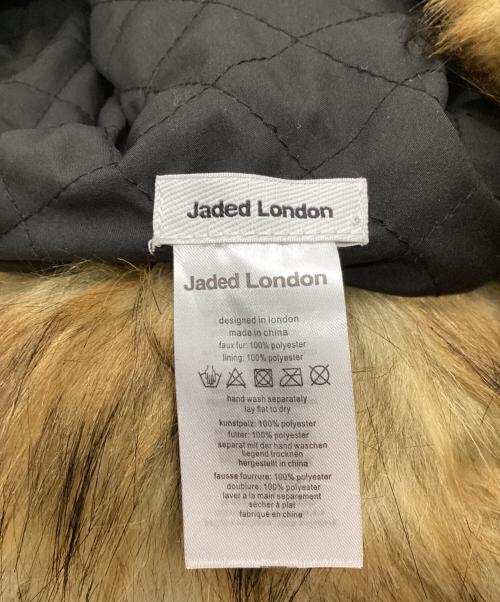 Jaded London
Jaded London
designed in london
made in china
faux fur: 100% polyester
lining: 100% polyester
hand wash separately
lay flat to dry
kunstpelz: 100% polyester
futter: 100% polyester
separat mit der hand waschen
liegend trocknen
hergestellt in china
fausse fourrure: 100% polyester
doublure: 100% polyester
laver a la main separément
sécher à plat
fabriqué en chine